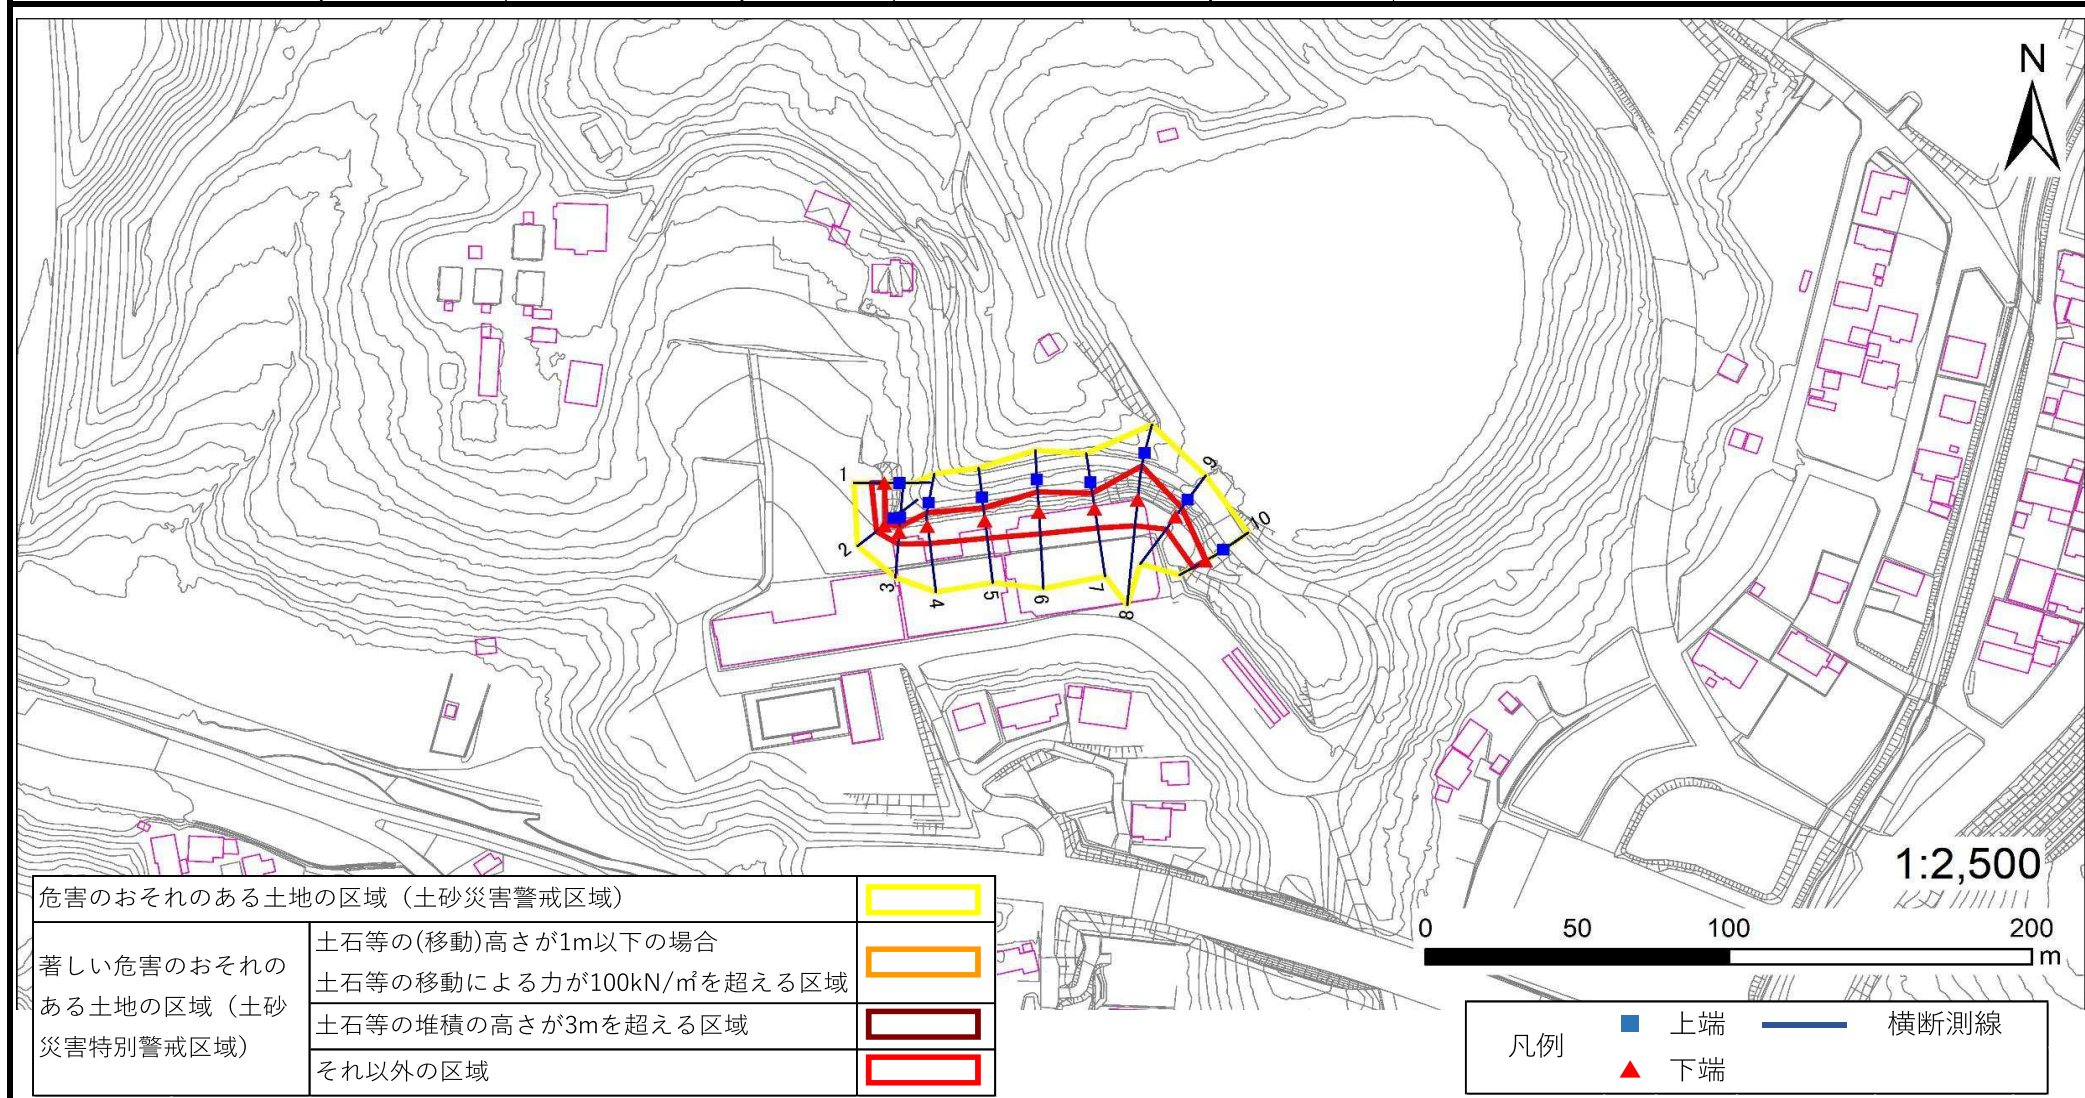 N
1
2
3
4
5
6
7
8
9
10
1:2,500
0 50 100 200
m
危害のおそれのある土地の区域（土砂災害警戒区域）
著しい危害のおそれの
ある土地の区域（土砂
災害特別警戒区域）
土石等の(移動)高さが1m以下の場合
土石等の移動による力が100kN/㎡を超える区域
土石等の堆積の高さが3mを超える区域
それ以外の区域
凡例
上端 横断測線
下端